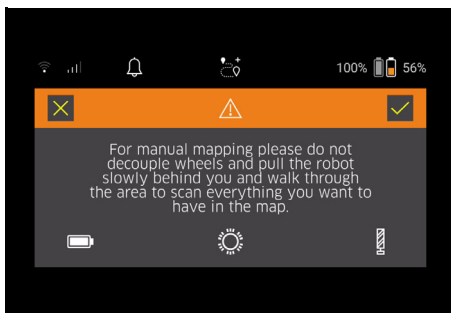 100% 56%
For manual mapping please do not
decouple wheels and pull the robot
slowly behind you and walk through
the area to scan everything you want to
have in the map.